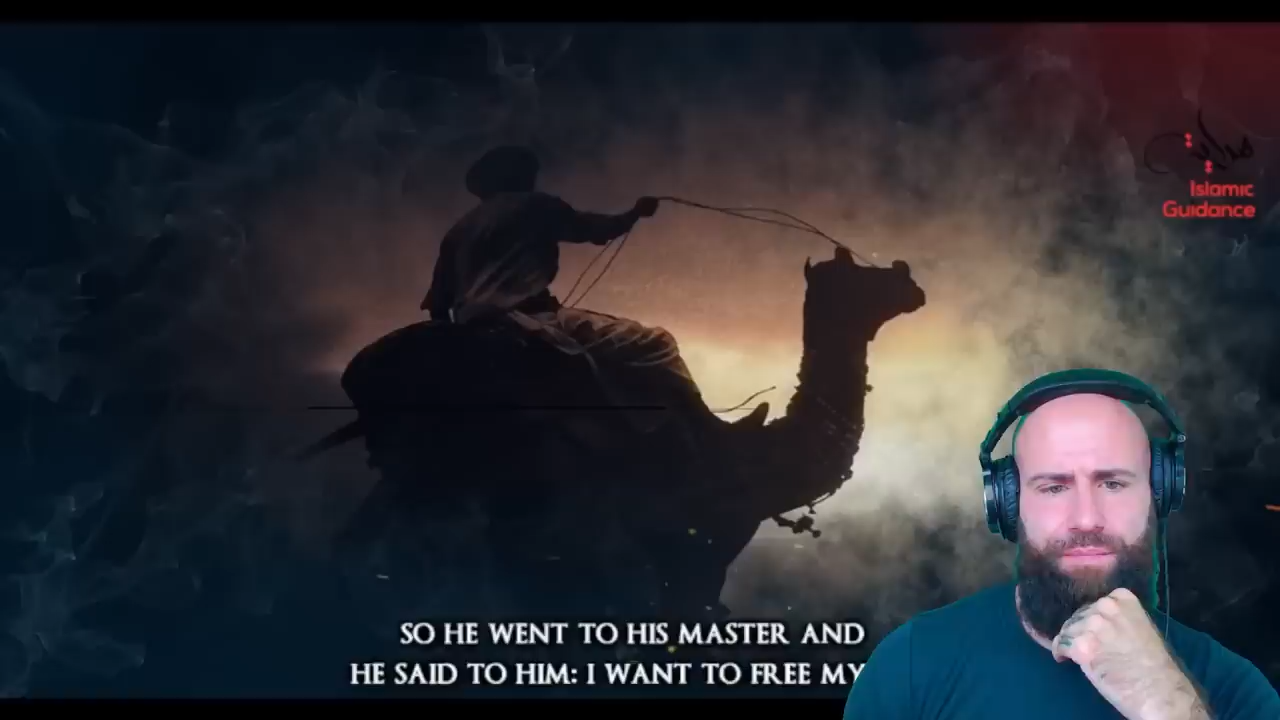 Islamic
Guidance
SO HE WENT TO HIS MASTER AND
HE SAID TO HIM: I WANT TO FREE MY